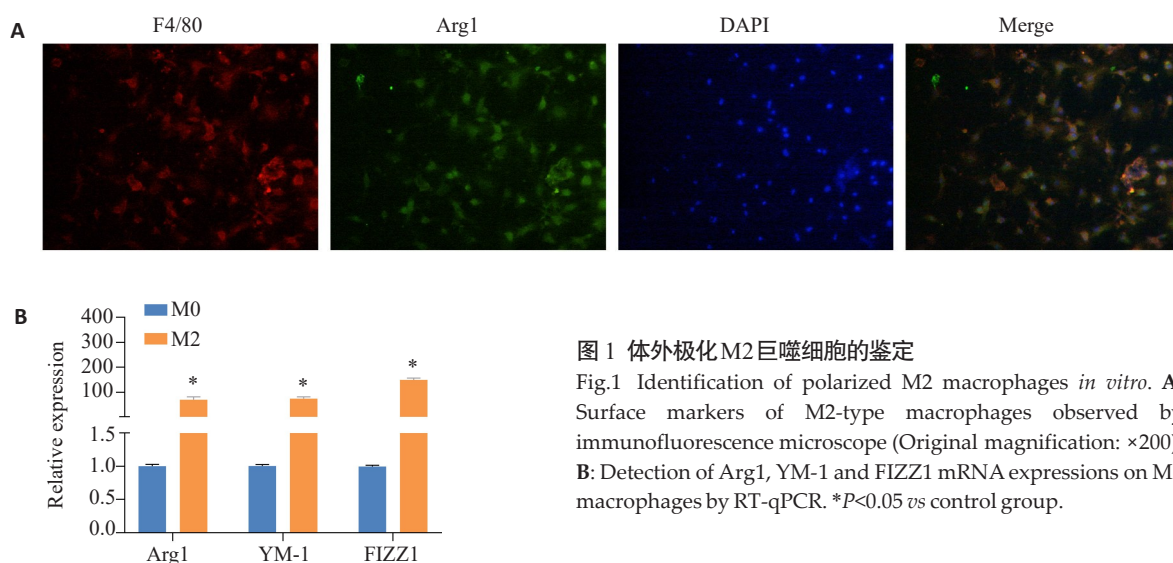 A
F4/80 Arg1 DAPI Merge
B
M0
M2
Relative expression
400
300
200
100
1.5
1.0
0.5
0.0
* * *
Arg1 YM-1 FIZZ1
图 1 体外极化M2巨噬细胞的鉴定
Fig.1 Identification of polarized M2 macrophages in vitro. A
Surface markers of M2-type macrophages observed b
immunofluorescence microscope (Original magnification: ×200)
B: Detection of Arg1, YM-1 and FIZZ1 mRNA expressions on M
macrophages by RT-qPCR. *P<0.05 vs control group.